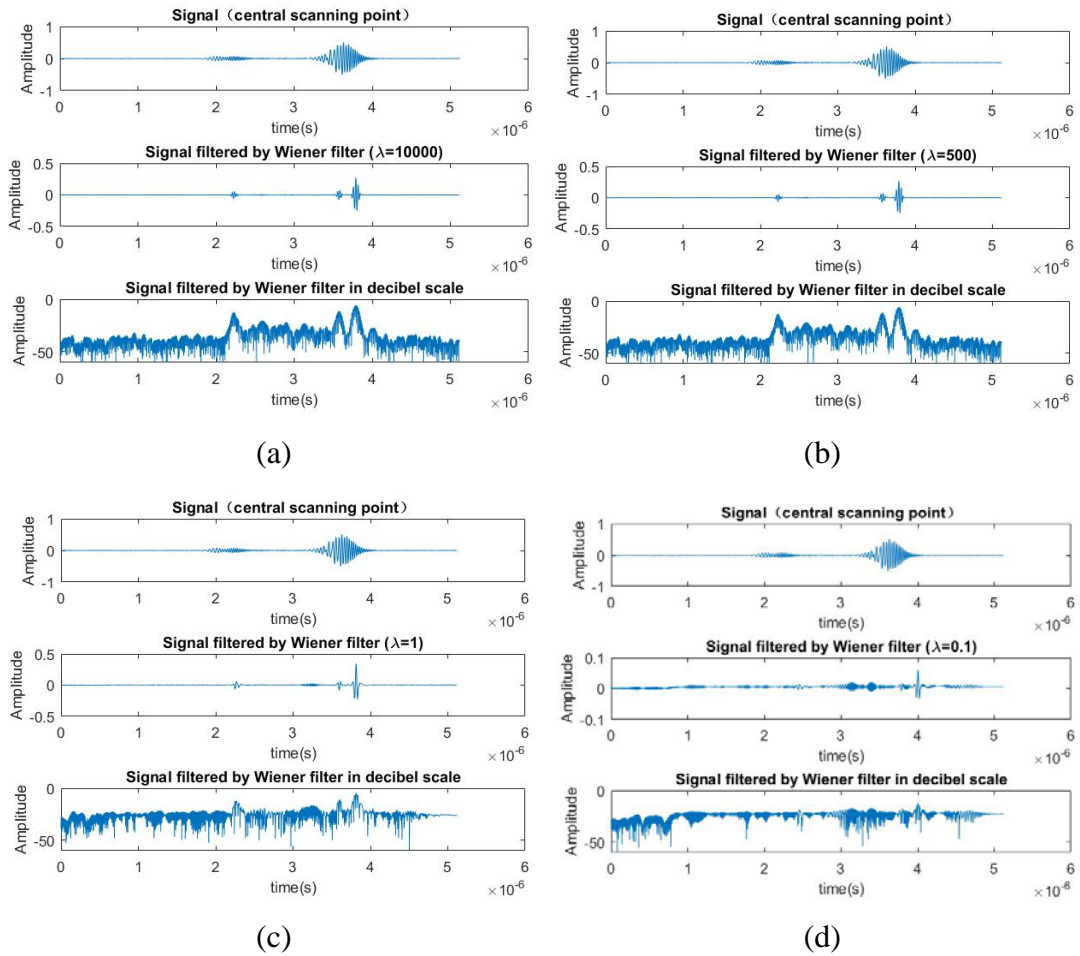 Signal（central scanning point）
1
0
-1
Amplitude
0 1 2 3 4 5 6
time(s)
×10⁻⁶
Signal filtered by Wiener filter (λ=10000)
0.5
0
-0.5
Amplitude
0 1 2 3 4 5 6
time(s)
×10⁻⁶
Signal filtered by Wiener filter in decibel scale
0
-50
Amplitude
0 1 2 3 4 5 6
time(s)
×10⁻⁶
(a)
Signal（central scanning point）
1
0
-1
Amplitude
0 1 2 3 4 5 6
time(s)
×10⁻⁶
Signal filtered by Wiener filter (λ=500)
0.5
0
-0.5
Amplitude
0 1 2 3 4 5 6
time(s)
×10⁻⁶
Signal filtered by Wiener filter in decibel scale
0
-50
Amplitude
0 1 2 3 4 5 6
time(s)
×10⁻⁶
(b)
Signal（central scanning point）
1
0
-1
Amplitude
0 1 2 3 4 5 6
time(s)
×10⁻⁶
Signal filtered by Wiener filter (λ=1)
0.5
0
-0.5
Amplitude
0 1 2 3 4 5 6
time(s)
×10⁻⁶
Signal filtered by Wiener filter in decibel scale
0
-50
Amplitude
0 1 2 3 4 5 6
time(s)
×10⁻⁶
(c)
Signal（central scanning point）
1
0
-1
Amplitude
0 1 2 3 4 5 6
time(s)
×10⁻⁶
Signal filtered by Wiener filter (λ=0.1)
0.1
0
-0.1
Amplitude
0 1 2 3 4 5 6
time(s)
×10⁻⁶
Signal filtered by Wiener filter in decibel scale
0
-50
Amplitude
0 1 2 3 4 5 6
time(s)
×10⁻⁶
(d)